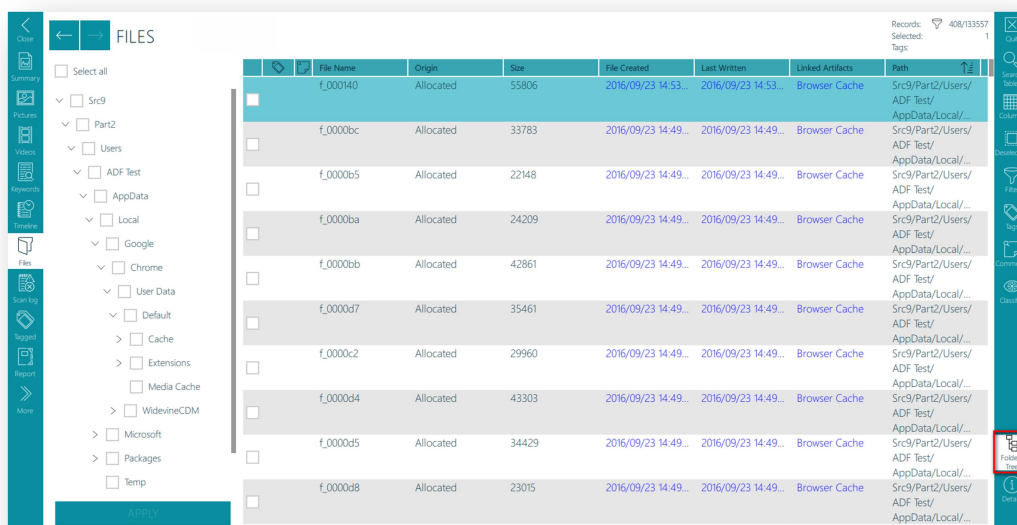 Close
Summary
Pictures
Videos
Keywords
Timeline
Files
Scan log
Tagged
Report
More
FILES
Records: 408/133557
Selected: 1
Tags:
Select all
Src9
Part2
Users
ADF Test
AppData
Local
Google
Chrome
User Data
Default
Cache
Extensions
Media Cache
WidevineCDM
Microsoft
Packages
Temp
APPLY
File Name Origin Size File Created Last Written Linked Artifacts Path
f_000140 Allocated 55806 2016/09/23 14:53... 2016/09/23 14:53... Browser Cache Src9/Part2/Users/
ADF Test/
AppData/Local/...
f_0000bc Allocated 33783 2016/09/23 14:49... 2016/09/23 14:49... Browser Cache Src9/Part2/Users/
ADF Test/
AppData/Local/...
f_0000b5 Allocated 22148 2016/09/23 14:49... 2016/09/23 14:49... Browser Cache Src9/Part2/Users/
ADF Test/
AppData/Local/...
f_0000ba Allocated 24209 2016/09/23 14:49... 2016/09/23 14:49... Browser Cache Src9/Part2/Users/
ADF Test/
AppData/Local/...
f_0000bb Allocated 42861 2016/09/23 14:49... 2016/09/23 14:49... Browser Cache Src9/Part2/Users/
ADF Test/
AppData/Local/...
f_0000d7 Allocated 35461 2016/09/23 14:49... 2016/09/23 14:49... Browser Cache Src9/Part2/Users/
ADF Test/
AppData/Local/...
f_0000c2 Allocated 29960 2016/09/23 14:49... 2016/09/23 14:49... Browser Cache Src9/Part2/Users/
ADF Test/
AppData/Local/...
f_0000d4 Allocated 43303 2016/09/23 14:49... 2016/09/23 14:49... Browser Cache Src9/Part2/Users/
ADF Test/
AppData/Local/...
f_0000d5 Allocated 34429 2016/09/23 14:49... 2016/09/23 14:49... Browser Cache Src9/Part2/Users/
ADF Test/
AppData/Local/...
f_0000d8 Allocated 23015 2016/09/23 14:49... 2016/09/23 14:49... Browser Cache Src9/Part2/Users/
ADF Test/
AppData/Local/...
Tree